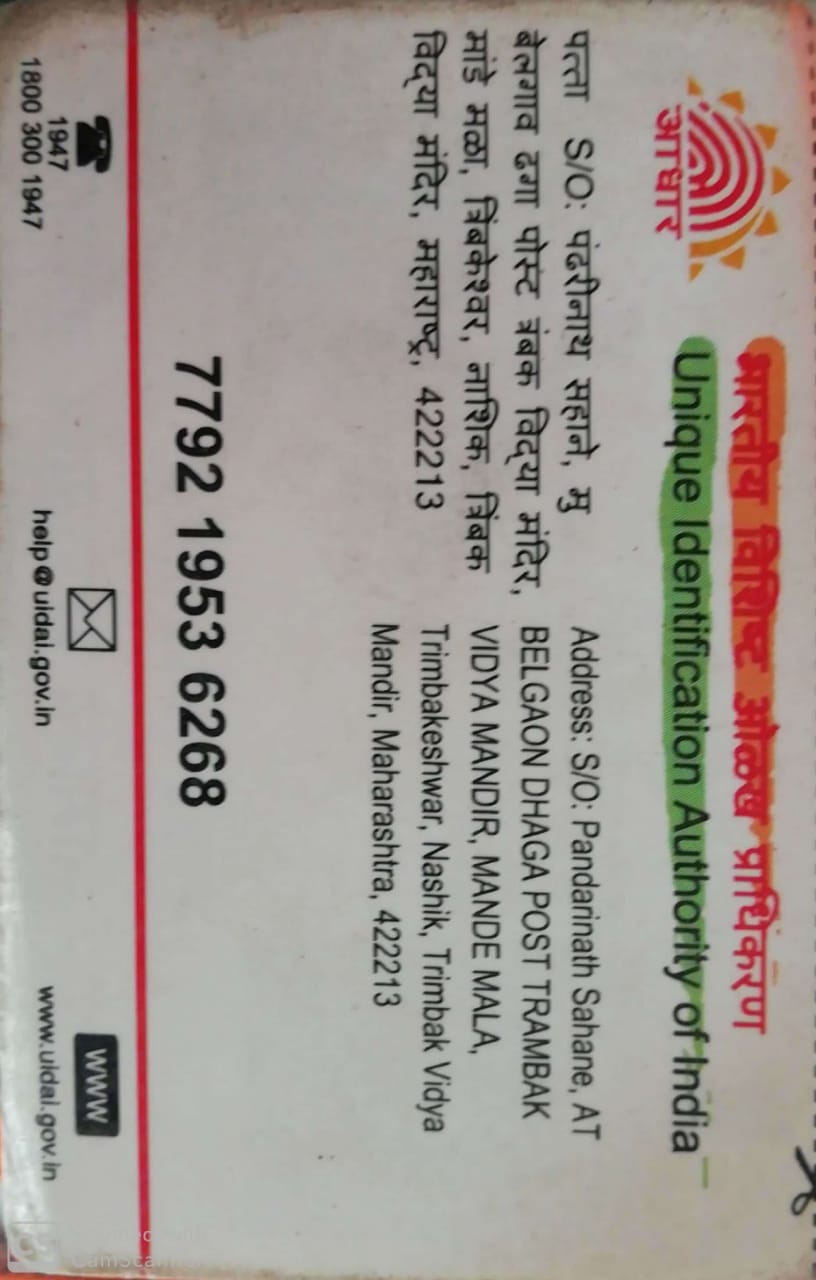 आधार
भारतीय विशिष्ट ओळख प्राधिकरण
Unique Identification Authority of India
पत्ता S/O: पंढरीनाथ सहाने, मु
बेलगाव ढगा पोस्ट त्रंबक विद्या मंदिर,
मांडे मळा, त्रिंबकेश्वर, नाशिक, त्रिंबक
विद्या मंदिर, महाराष्ट्र, 422213
Address: S/O: Pandarinath Sahane, AT
BELGAON DHAGA POST TRAMBAK
VIDYA MANDIR, MANDE MALA,
Trimbakeshwar, Nashik, Trimbak Vidya
Mandir, Maharashtra, 422213
7792 1953 6268
1947
1800 300 1947
help@uidai.gov.in
WWW
www.uidai.gov.in
CS
CamScanner